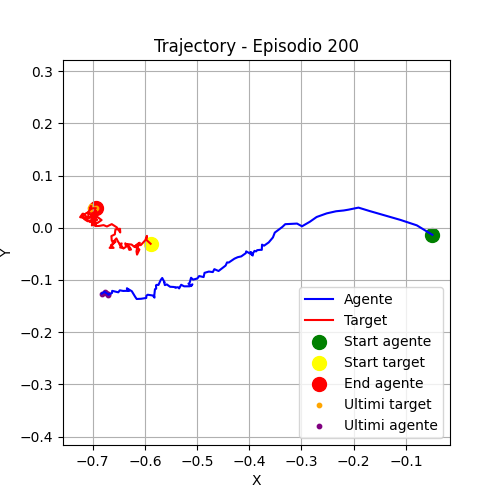 Trajectory - Episodio 200
Y
0.3
0.2
0.1
0.0
−0.1
−0.2
−0.3
−0.4
−0.7 −0.6 −0.5 −0.4 −0.3 −0.2 −0.1
X
Agente
Target
Start agente
Start target
End agente
Ultimi target
Ultimi agente